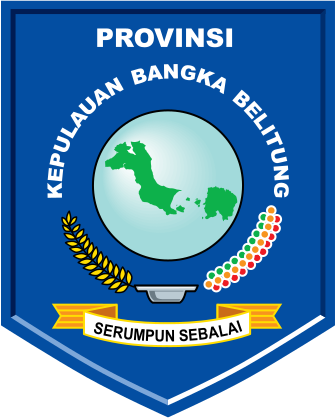 PROVINSI
KEPULAUAN BANGKA BELITUNG
SERUMPUN SEBALAI